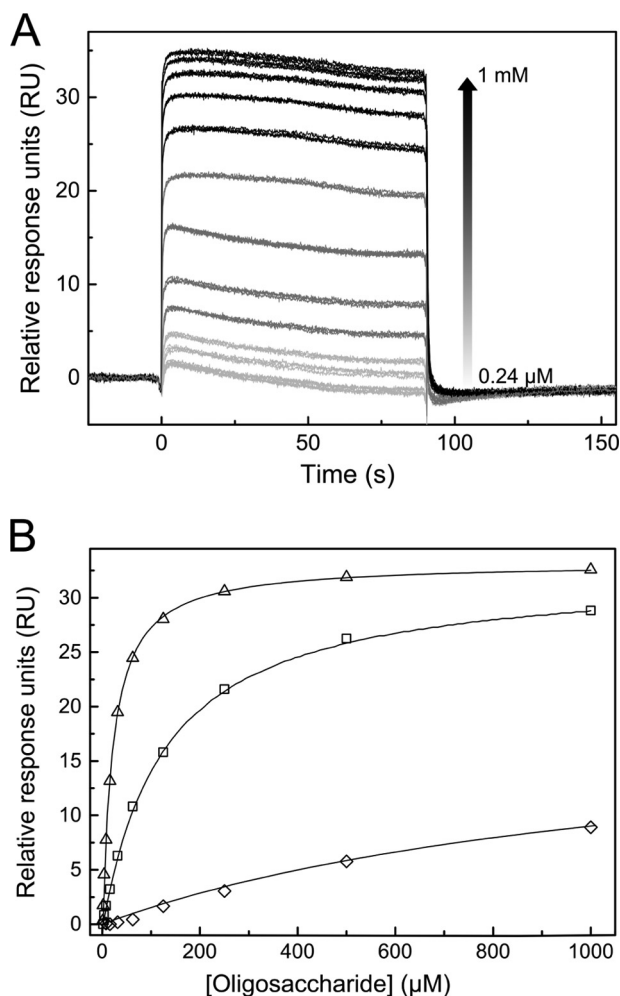 A
Relative response units (RU)
30
20
10
0
1 mM
0.24 µM
0
50
100
150
Time (s)
B
Relative response units (RU)
30
25
20
15
10
5
0
0
200
400
600
800
1000
[Oligosaccharide] (µM)